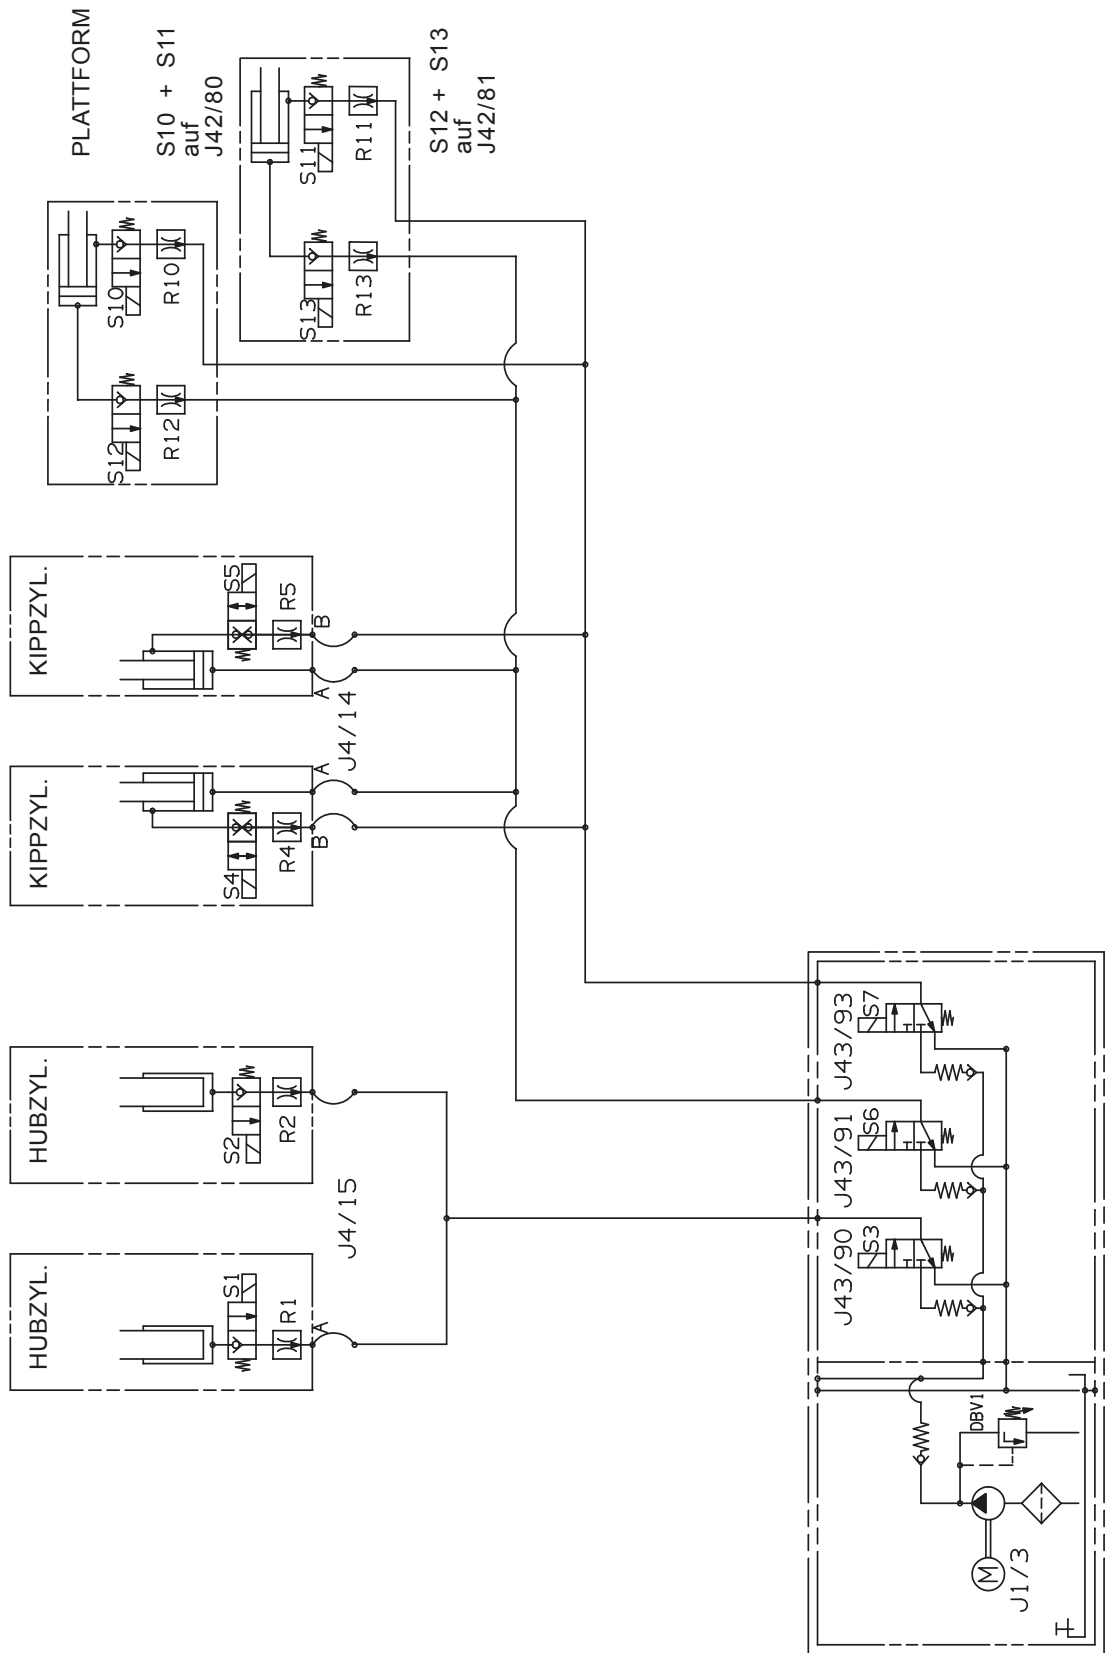 PLATTFORM
S10 + S11
auf
J42/80
S12 + S13
auf
J42/81
S10
R10
S12
R12
S11
R11
S13
R13
KIPPZYL.
S5
R5
B
A
J4/14
KIPPZYL.
S4
R4
A
B
HUBZYL.
S2
R2
J4/15
HUBZYL.
S1
R1
A
J43/93
S7
J43/91
S6
J43/90
S3
DBV1
M
J1/3